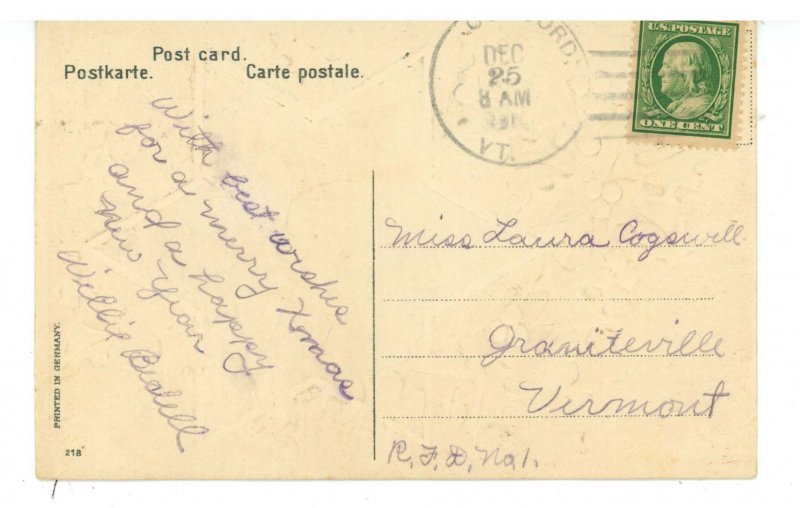 Post card.
Postkarte. Carte postale.
DEC
25
8 AM
VT.
U.S. POSTAGE
ONE CENT
With best wishes
for a merry Xmas
and a happy
New Year
Willie
Miss Laura Cogswell
Graniteville
Vermont
R.F.D. No 1.
PRINTED IN GERMANY.
218